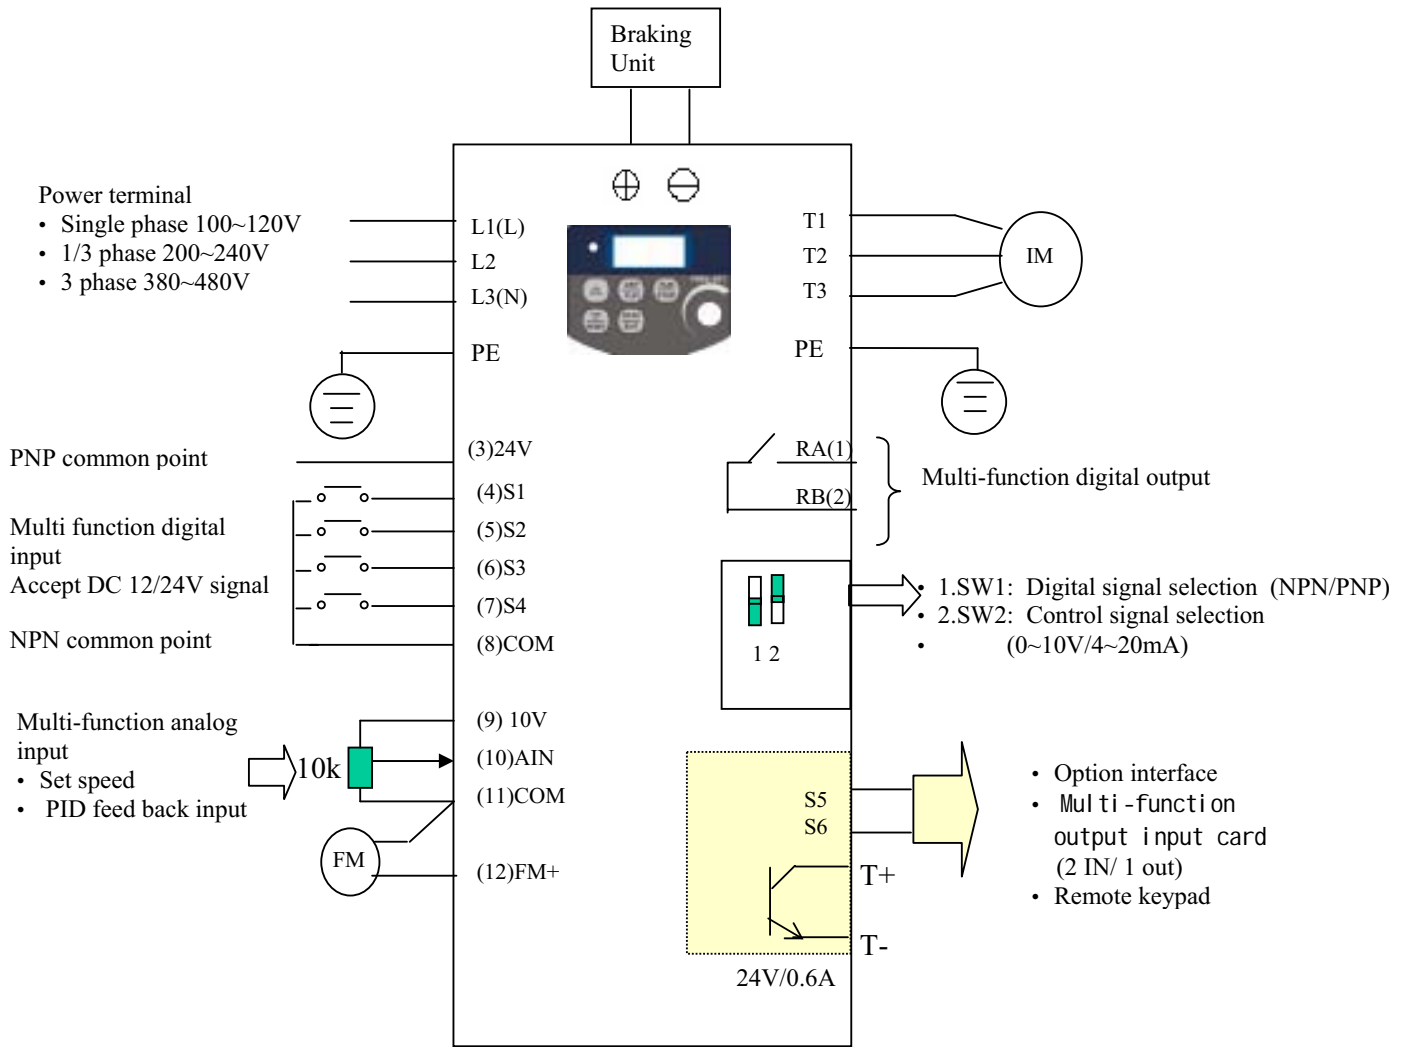 Braking
Unit
Power terminal
• Single phase 100~120V
• 1/3 phase 200~240V
• 3 phase 380~480V
L1(L)
L2
L3(N)
PE
T1
T2
T3
PE
IM
PNP common point
(3)24V
(4)S1
(5)S2
(6)S3
(7)S4
(8)COM
Multi function digital
input
Accept DC 12/24V signal
NPN common point
RA(1)
RB(2)
Multi-function digital output
1 2
• 1.SW1: Digital signal selection (NPN/PNP)
• 2.SW2: Control signal selection
• (0~10V/4~20mA)
Multi-function analog
input
• Set speed
• PID feed back input
10k
(9) 10V
(10)AIN
(11)COM
(12)FM+
FM
S5
S6
T+
T-
24V/0.6A
• Option interface
• Multi-function
output input card
(2 IN/ 1 out)
• Remote keypad